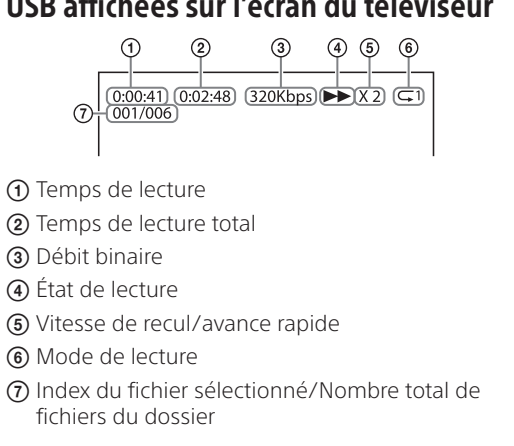 USB affichées sur l'écran du téléviseur
① ② ③ ④ ⑤ ⑥
0:00:41 0:02:48 320Kbps ▶▶ X 2 1
⑦ 001/006
① Temps de lecture
② Temps de lecture total
③ Débit binaire
④ État de lecture
⑤ Vitesse de recul/avance rapide
⑥ Mode de lecture
⑦ Index du fichier sélectionné/Nombre total de
fichiers du dossier